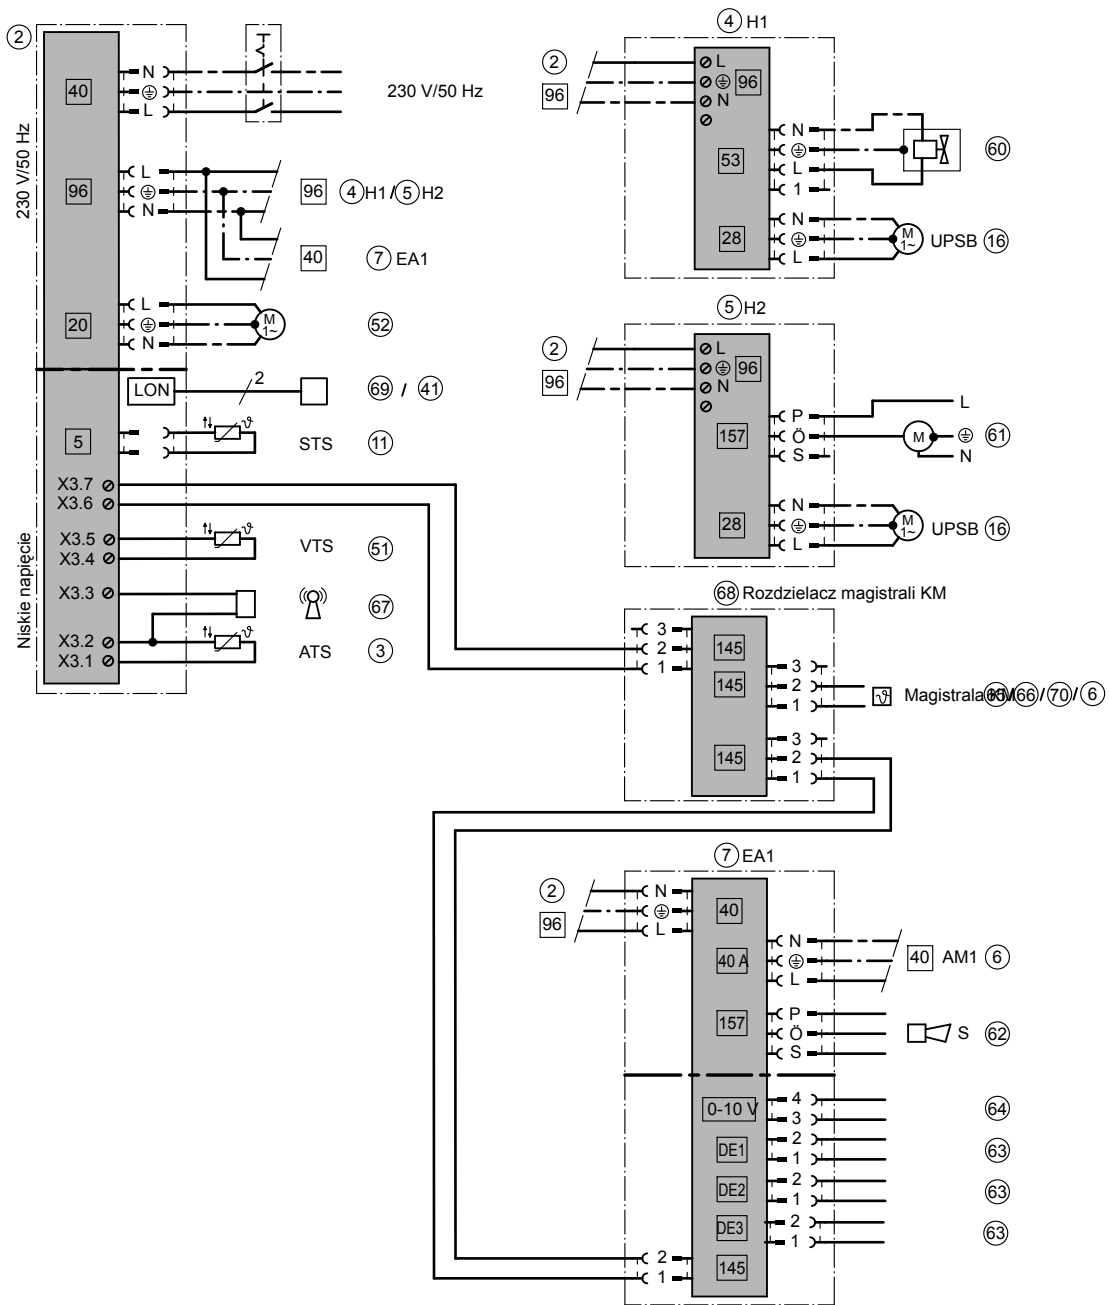 2
230 V/50 Hz
40
N
L
230 V/50 Hz
96
L
N
96 4 H1 / 5 H2
40 7 EA1
20
L
N
M
1~
52
LON
2
69 / 41
5
ϑ
STS 11
Niskie napięcie
X3.7
X3.6
X3.5
X3.4
ϑ
VTS 51
X3.3
67
X3.2
X3.1
ϑ
ATS 3
4 H1
2
96
L
N
96
53
N
L
1
60
28
N
L
M
1~
UPSB 16
5 H2
2
96
L
N
96
157
P
Ö
S
M
L
N
61
28
N
L
M
1~
UPSB 16
68 Rozdzielacz magistrali KM
3
2
1
145
145
3
2
1
ϑ Magistrala KM 65 / 66 / 70 / 6
145
3
2
1
7 EA1
2
96
N
L
40
40 A
N
L
40 AM1 6
157
P
Ö
S
S 62
0-10 V
4
3
64
DE1
2
1
63
DE2
2
1
63
DE3
2
1
63
2
1
145